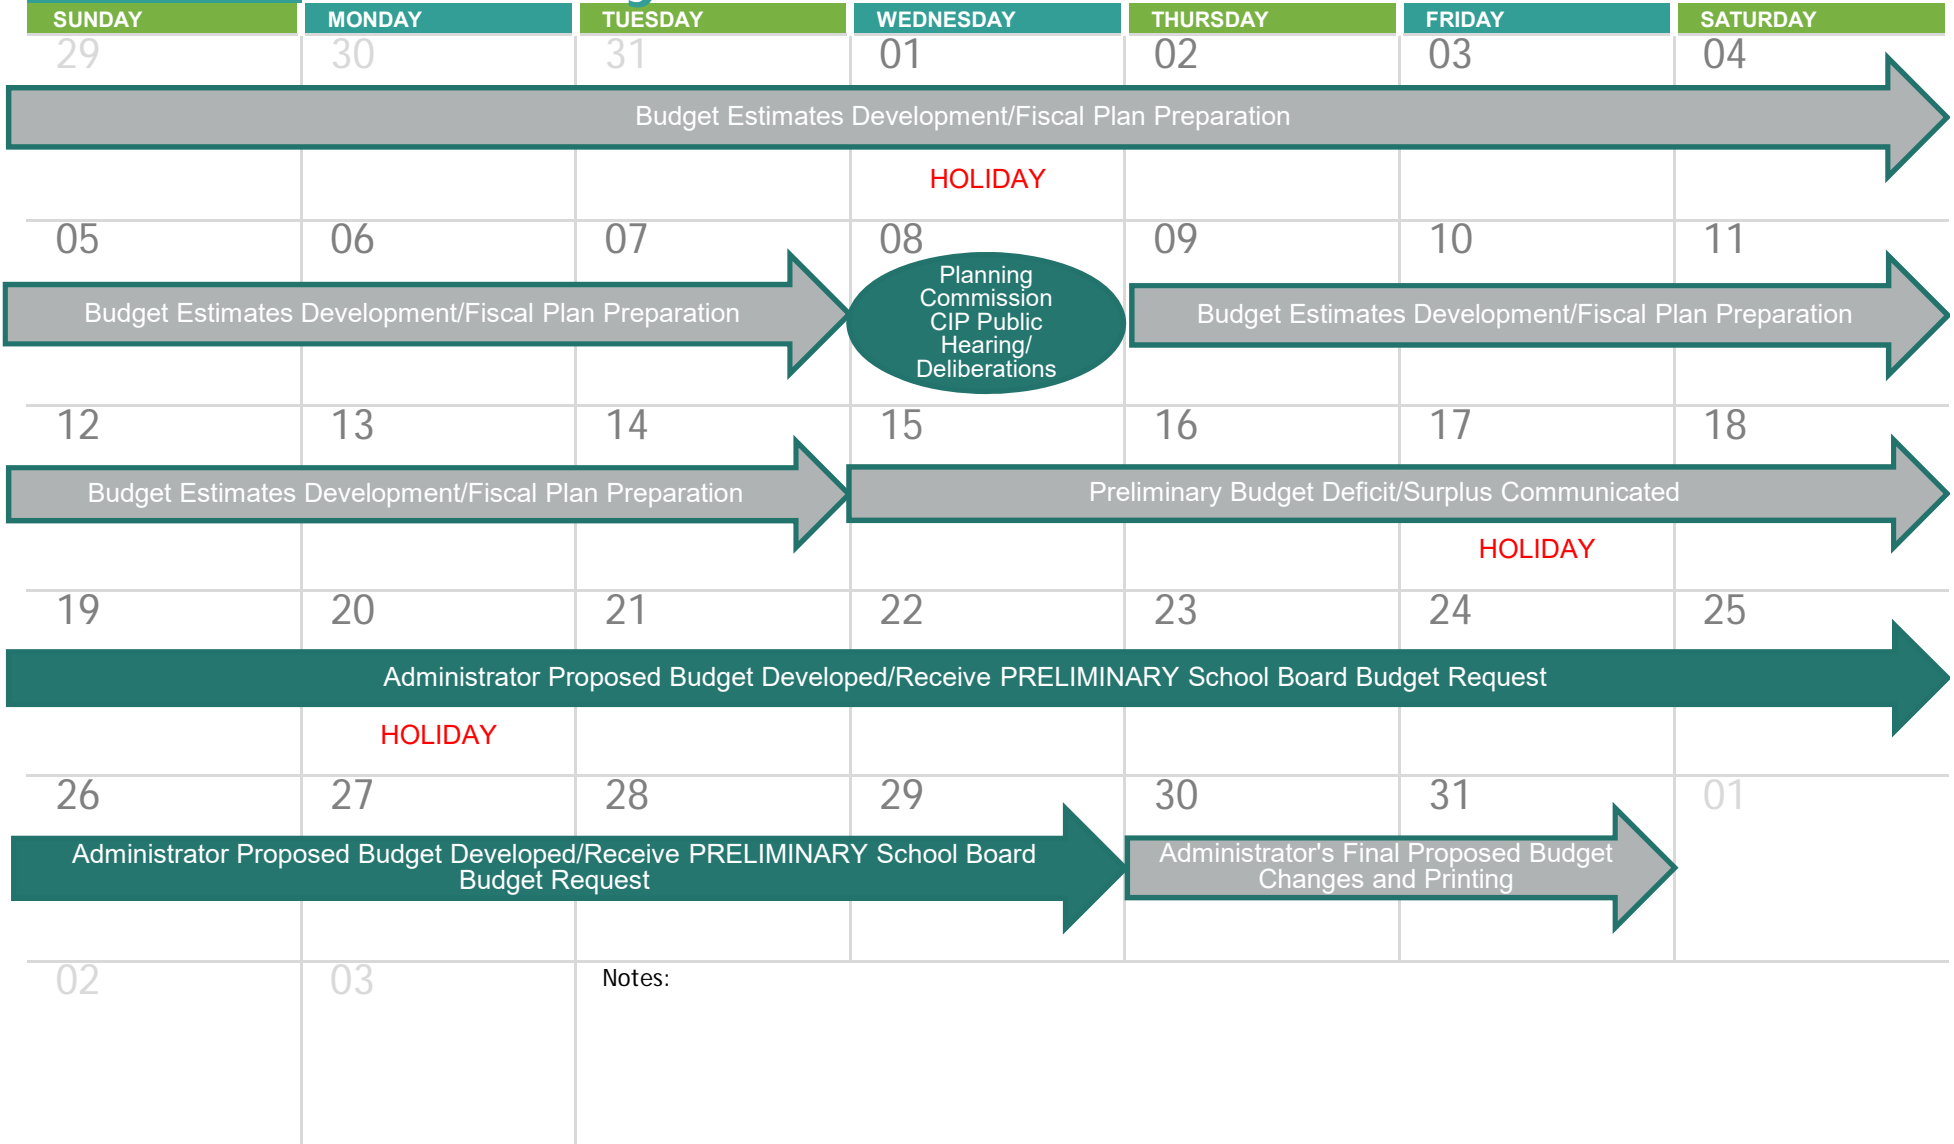 SUNDAY MONDAY TUESDAY WEDNESDAY THURSDAY FRIDAY SATURDAY
29 30 31 01 02 03 04
Budget Estimates Development/Fiscal Plan Preparation
HOLIDAY
05 06 07 08 09 10 11
Budget Estimates Development/Fiscal Plan Preparation
Planning
Commission
CIP Public
Hearing/
Deliberations
Budget Estimates Development/Fiscal Plan Preparation
12 13 14 15 16 17 18
Budget Estimates Development/Fiscal Plan Preparation
Preliminary Budget Deficit/Surplus Communicated
HOLIDAY
19 20 21 22 23 24 25
Administrator Proposed Budget Developed/Receive PRELIMINARY School Board Budget Request
HOLIDAY
26 27 28 29 30 31 01
Administrator Proposed Budget Developed/Receive PRELIMINARY School Board
Budget Request
Administrator's Final Proposed Budget
Changes and Printing
02 03
Notes: